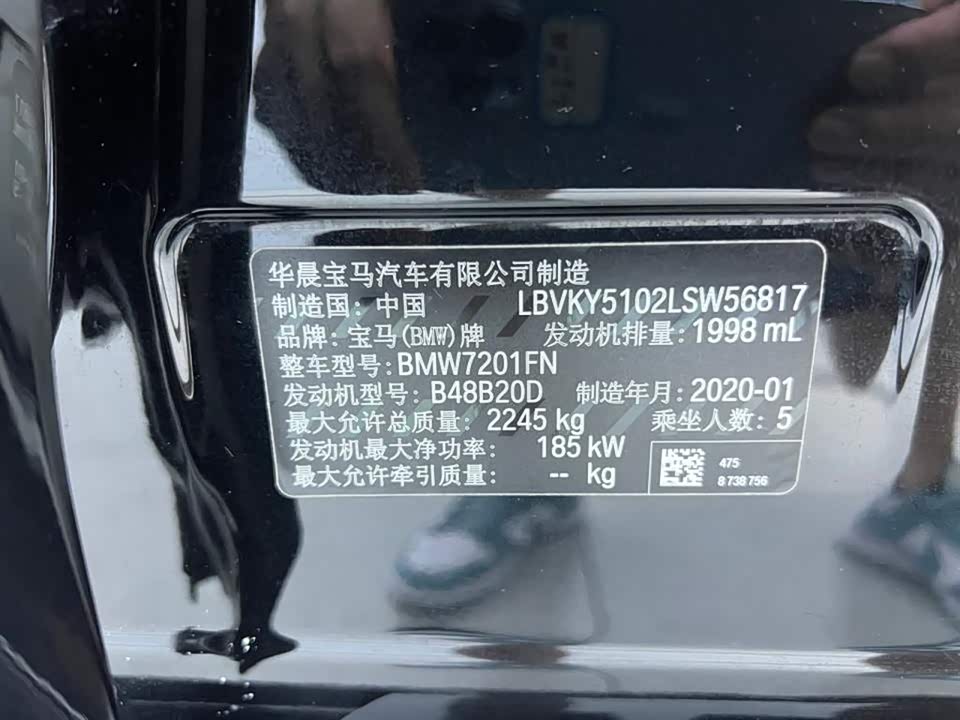 华晨宝马汽车有限公司制造
制造国: 中国 LBVKY5102LSW56817
品牌: 宝马(BMW)牌 发动机排量: 1998 mL
整车型号: BMW7201FN
发动机型号: B48B20D 制造年月: 2020-01
最大允许总质量: 2245 kg 乘坐人数: 5
发动机最大净功率: 185 kW
最大允许牵引质量: -- kg
475
8 738 756